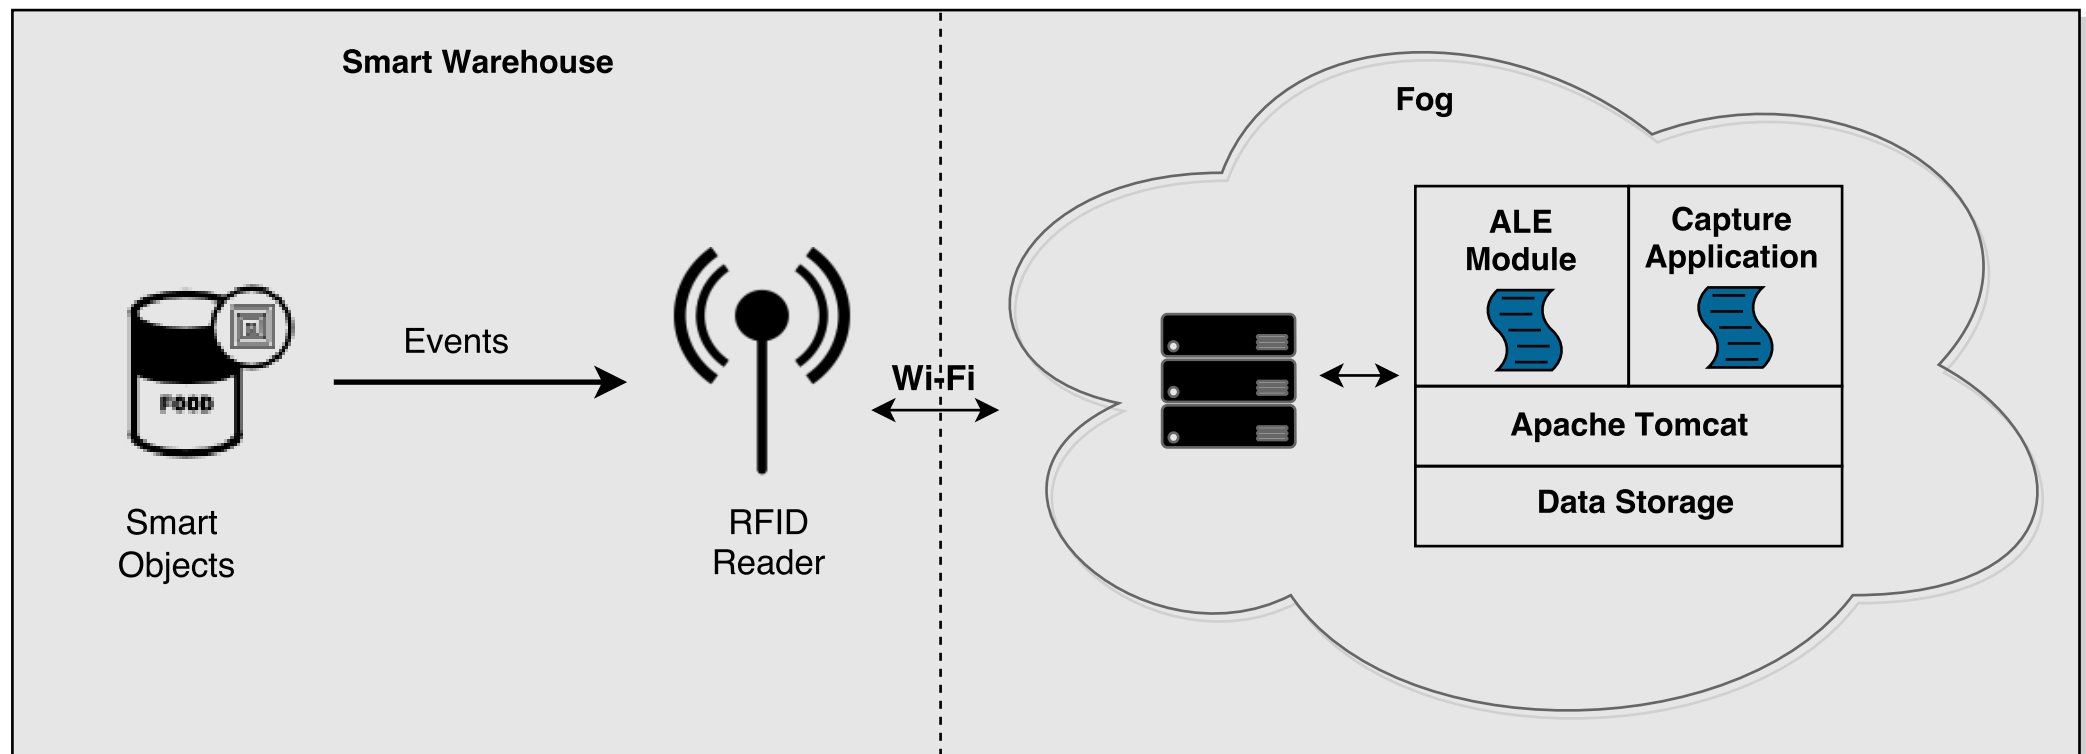 Smart Warehouse
Fog
ALE
Module
Capture
Application
Events
Wi-Fi
FOOD
Apache Tomcat
Data Storage
Smart
Objects
RFID
Reader